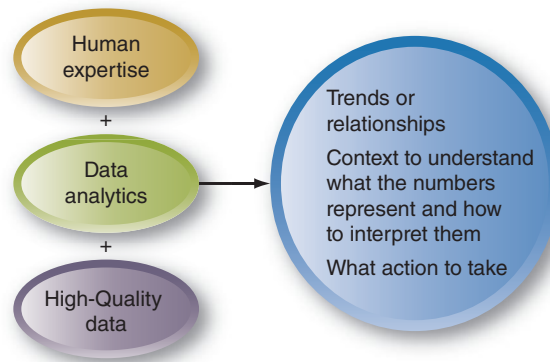 Human
expertise
+
Data
analytics
+
High-Quality
data
Trends or
relationships
Context to understand
what the numbers
represent and how
to interpret them
What action to take